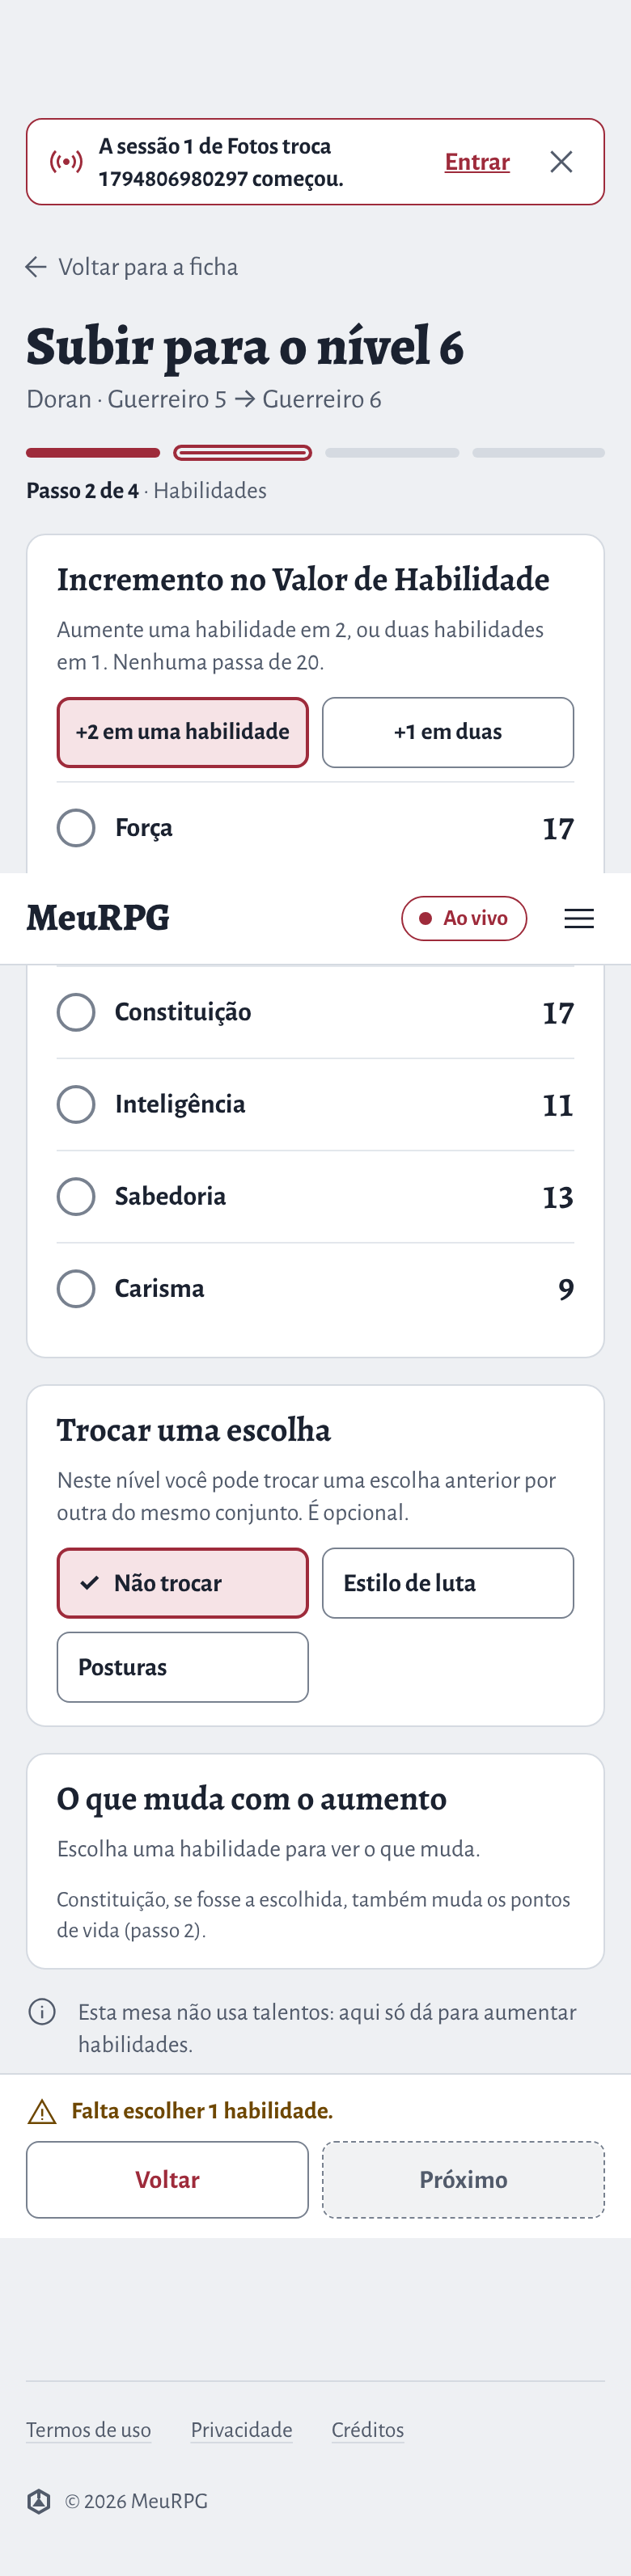 A sessão 1 de Fotos troca
1794806980297 começou.
Entrar
Voltar para a ficha
Subir para o nível 6
Doran · Guerreiro 5 → Guerreiro 6
Passo 2 de 4 · Habilidades
Incremento no Valor de Habilidade
Aumente uma habilidade em 2, ou duas habilidades
em 1. Nenhuma passa de 20.
+2 em uma habilidade
+1 em duas
Força 17
MeuRPG
Ao vivo
Constituição 17
Inteligência 11
Sabedoria 13
Carisma 9
Trocar uma escolha
Neste nível você pode trocar uma escolha anterior por
outra do mesmo conjunto. É opcional.
Não trocar
Estilo de luta
Posturas
O que muda com o aumento
Escolha uma habilidade para ver o que muda.
Constituição, se fosse a escolhida, também muda os pontos
de vida (passo 2).
Esta mesa não usa talentos: aqui só dá para aumentar
habilidades.
Falta escolher 1 habilidade.
Voltar
Próximo
Termos de uso
Privacidade
Créditos
© 2026 MeuRPG